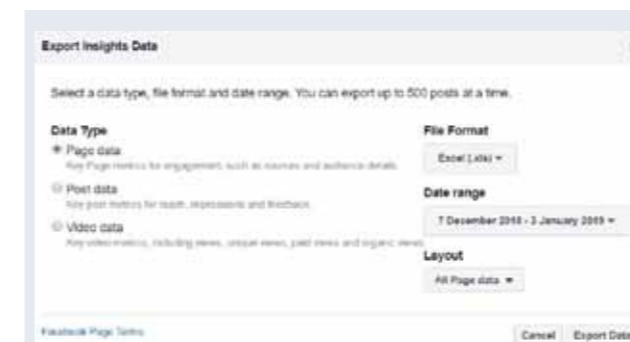 Export Insights Data
Select a data type, file format and date range. You can export up to 500 posts at a time.
Data Type
Page data
Key Page metrics for engagement, such as sources and audience details.
Post data
Key post metrics for reach, impressions and feedback.
Video data
Key video metrics, including views, unique views, paid views and organic views.
File Format
Excel (.xls)
Date range
7 December 2018 - 3 January 2019
Layout
All Page data
Facebook Page Terms
Cancel
Export Data